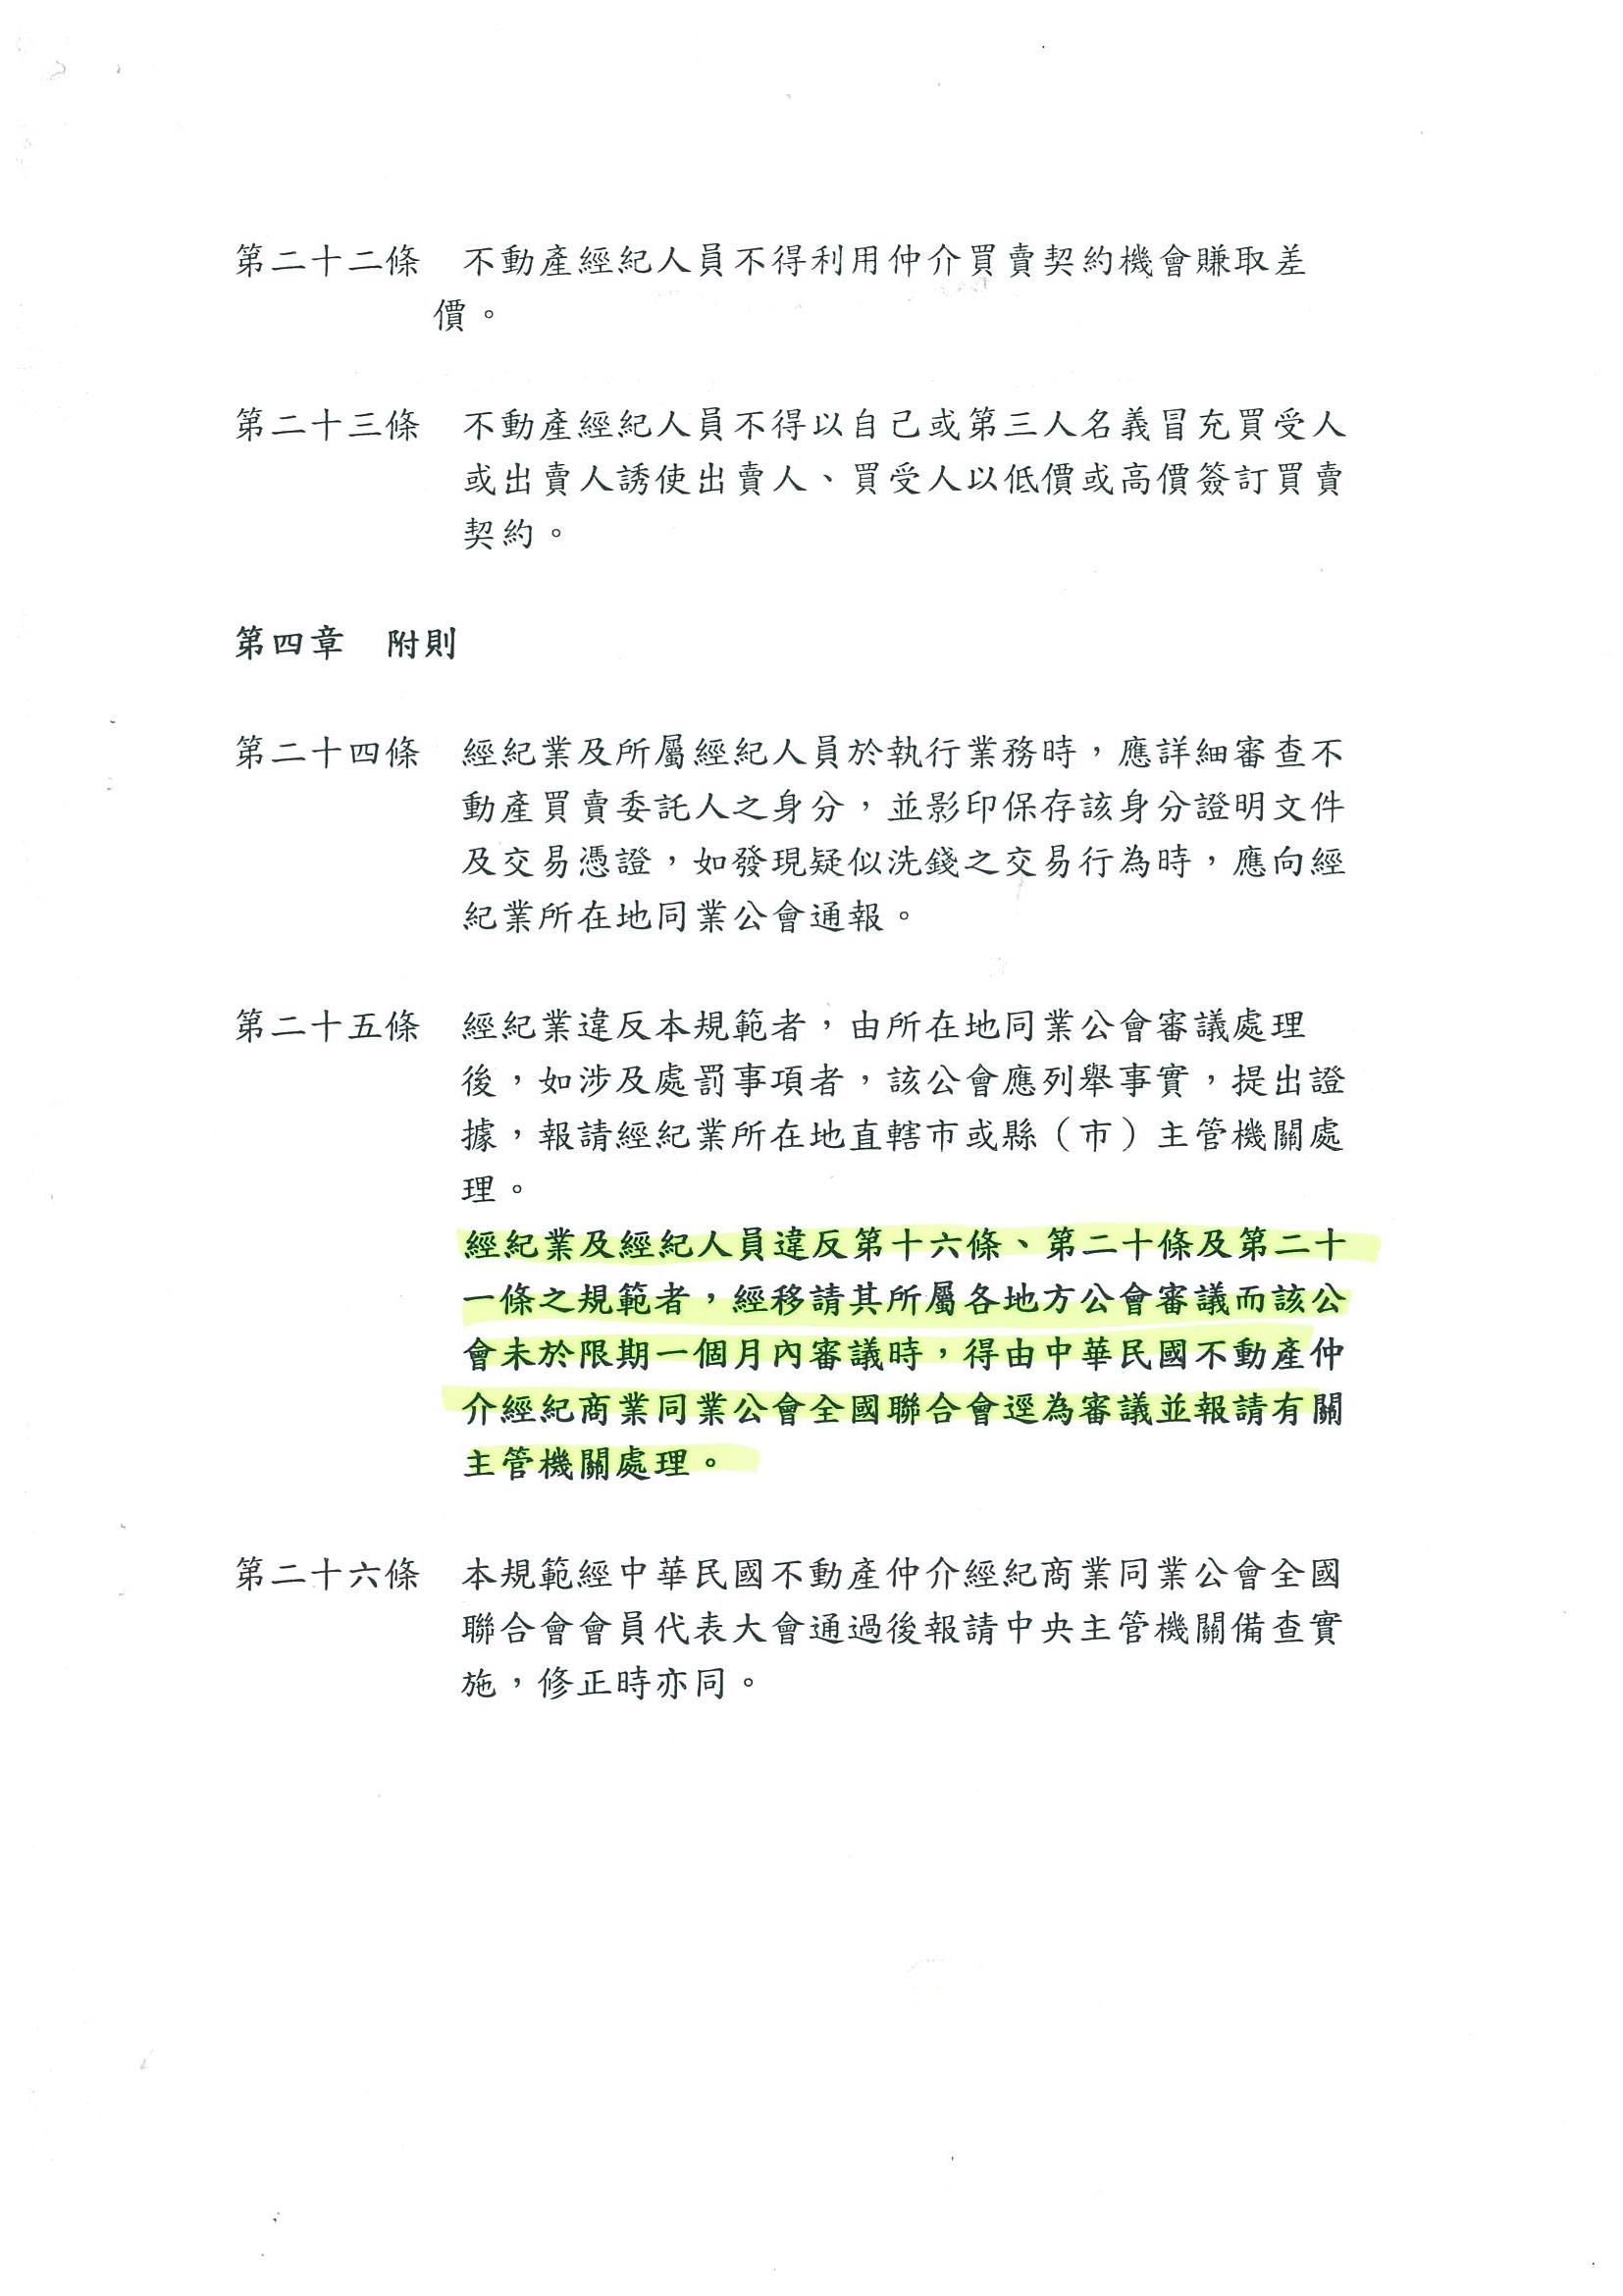 第二十二條　不動產經紀人員不得利用仲介買賣契約機會賺取差
價。
第二十三條　不動產經紀人員不得以自己或第三人名義冒充買受人
或出賣人誘使出賣人、買受人以低價或高價簽訂買賣
契約。
第四章　附則
第二十四條　經紀業及所屬經紀人員於執行業務時，應詳細審查不
動產買賣委託人之身分，並影印保存該身分證明文件
及交易憑證，如發現疑似洗錢之交易行為時，應向經
紀業所在地同業公會通報。
第二十五條　經紀業違反本規範者，由所在地同業公會審議處理
後，如涉及處罰事項者，該公會應列舉事實，提出證
據，報請經紀業所在地直轄市或縣（市）主管機關處
理。
經紀業及經紀人員違反第十六條、第二十條及第二十
一條之規範者，經移請其所屬各地方公會審議而該公
會未於限期一個月內審議時，得由中華民國不動產仲
介經紀商業同業公會全國聯合會逕為審議並報請有關
主管機關處理。
第二十六條　本規範經中華民國不動產仲介經紀商業同業公會全國
聯合會會員代表大會通過後報請中央主管機關備查實
施，修正時亦同。